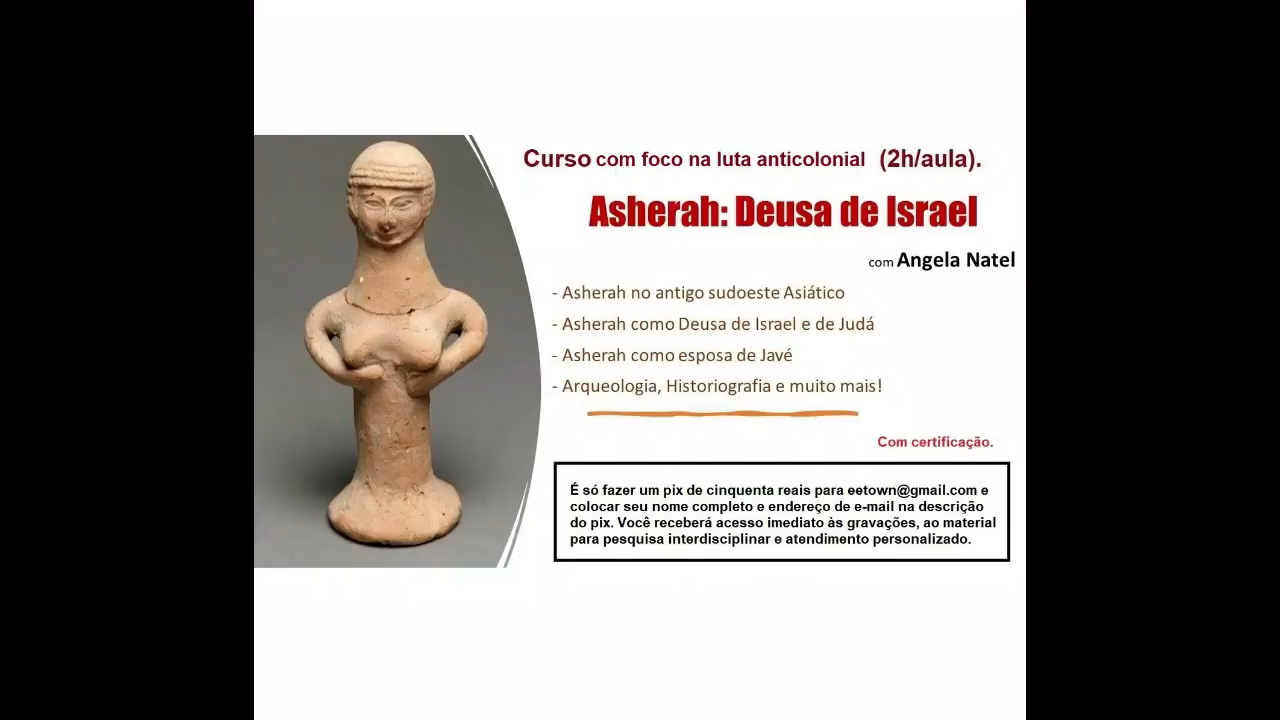 Curso com foco na luta anticolonial (2h/aula).
Asherah: Deusa de Israel
com Angela Natel
- Asherah no antigo sudoeste Asiático
- Asherah como Deusa de Israel e de Judá
- Asherah como esposa de Javé
- Arqueologia, Historiografia e muito mais!
Com certificação.
É só fazer um pix de cinquenta reais para eetown@gmail.com e
colocar seu nome completo e endereço de e-mail na descrição
do pix. Você receberá acesso imediato às gravações, ao material
para pesquisa interdisciplinar e atendimento personalizado.